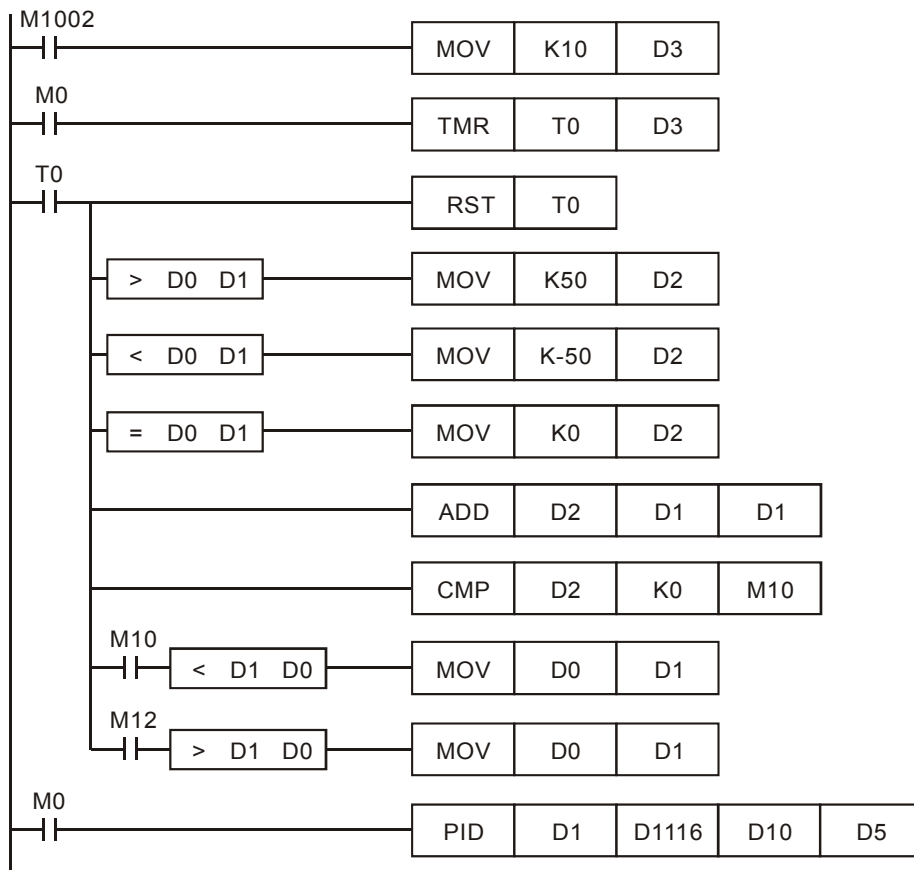 M1002
MOV K10 D3
M0
TMR T0 D3
T0
RST T0
> D0 D1 MOV K50 D2
< D0 D1 MOV K-50 D2
= D0 D1 MOV K0 D2
ADD D2 D1 D1
CMP D2 K0 M10
M10
< D1 D0 MOV D0 D1
M12
> D1 D0 MOV D0 D1
M0
PID D1 D1116 D10 D5